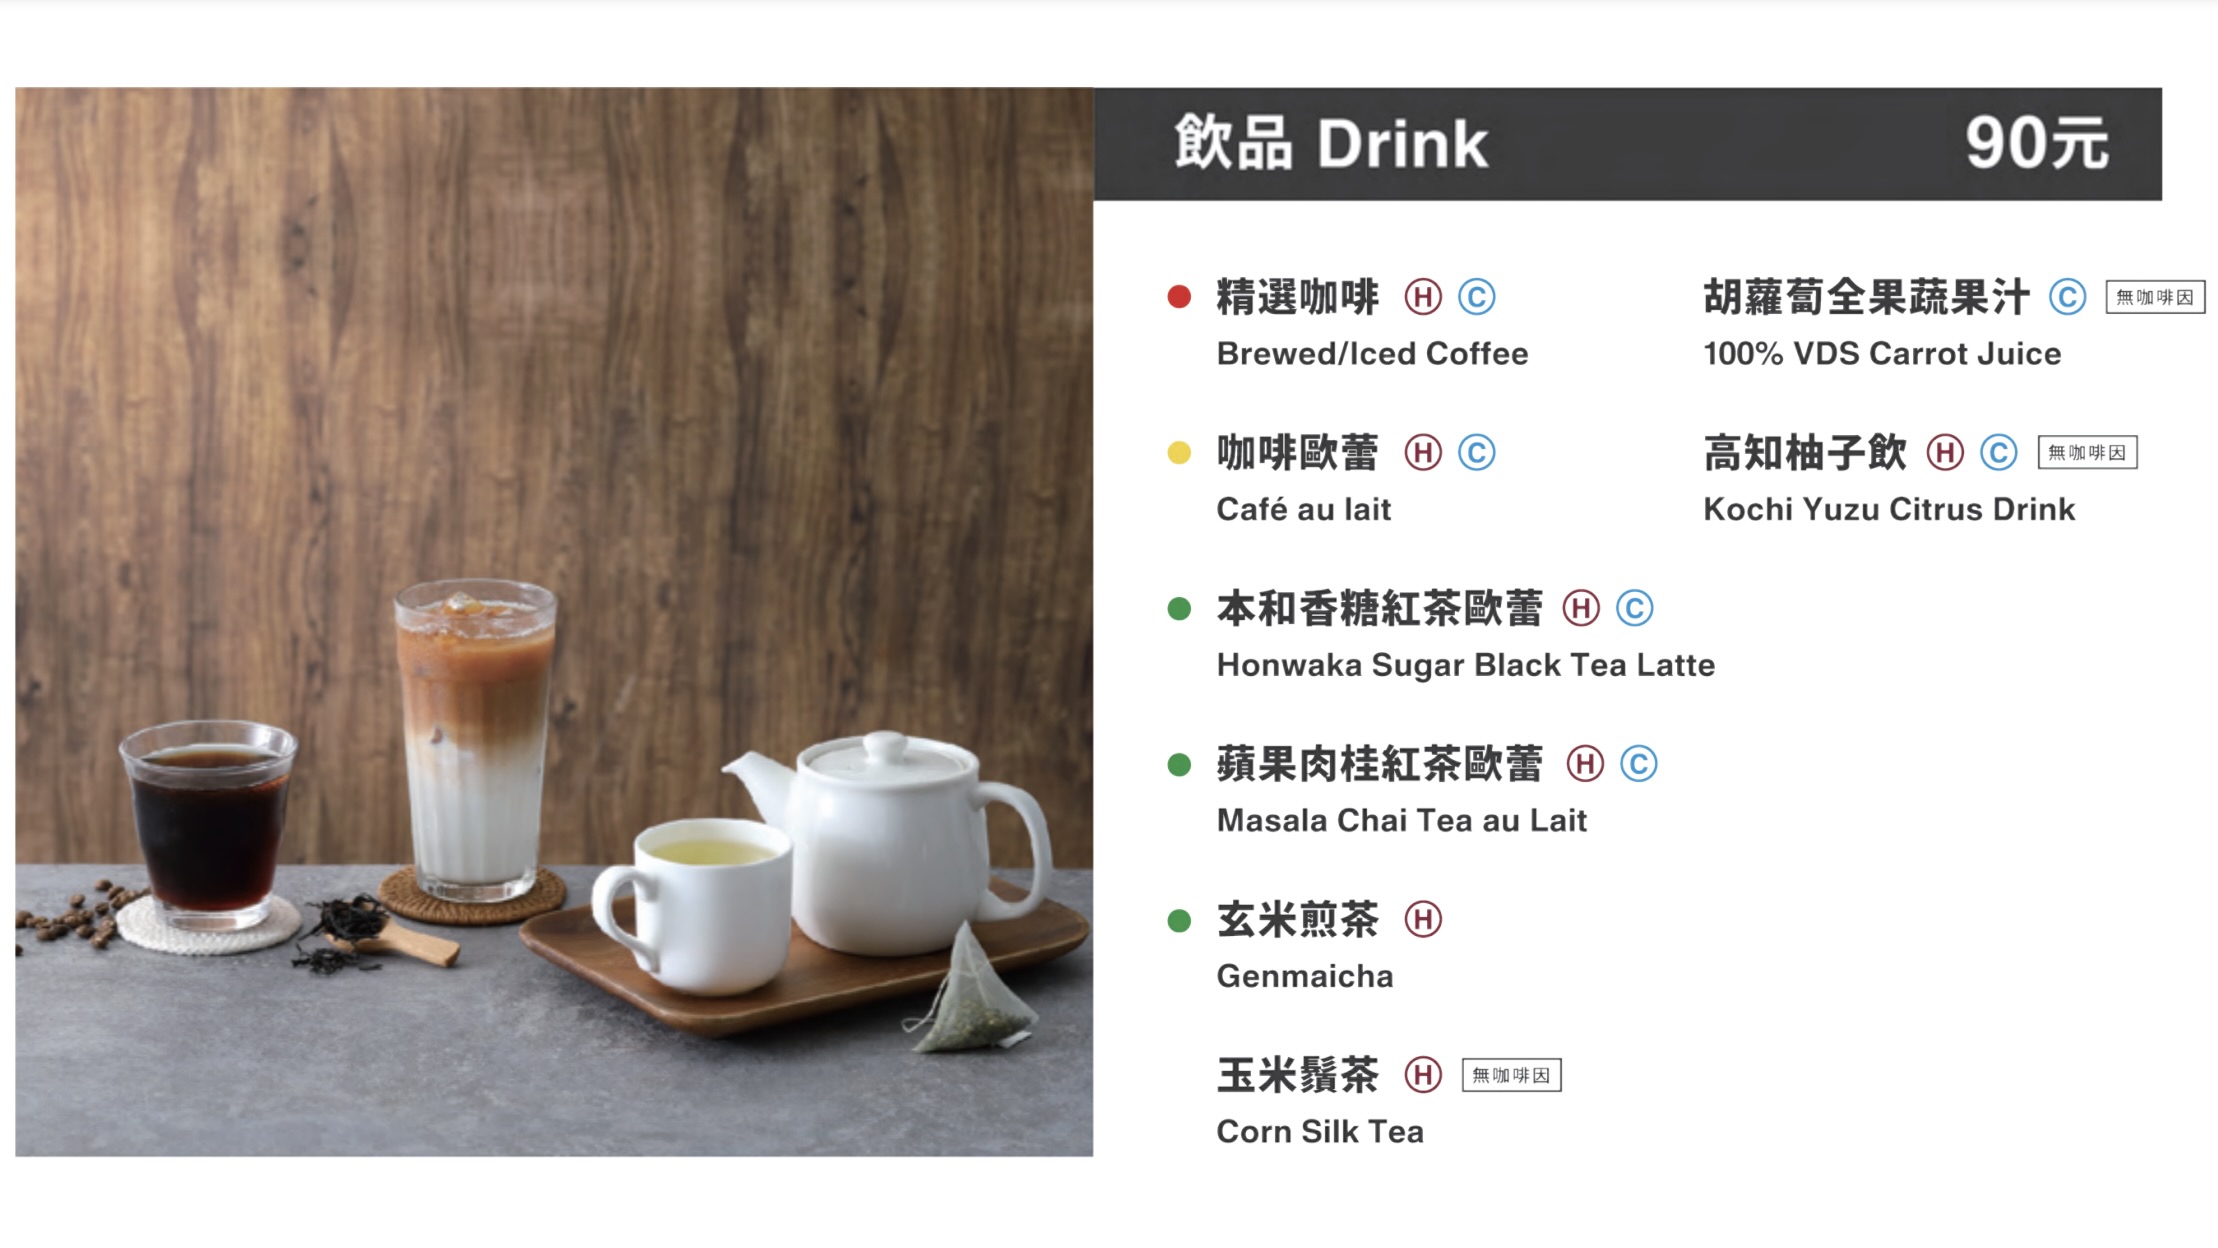 飲品 Drink 90元
精選咖啡 Ⓗ Ⓒ
Brewed/Iced Coffee
咖啡歐蕾 Ⓗ Ⓒ
Café au lait
本和香糖紅茶歐蕾 Ⓗ Ⓒ
Honwaka Sugar Black Tea Latte
蘋果肉桂紅茶歐蕾 Ⓗ Ⓒ
Masala Chai Tea au Lait
玄米煎茶 Ⓗ
Genmaicha
玉米鬚茶 Ⓗ 無咖啡因
Corn Silk Tea
胡蘿蔔全果蔬果汁 Ⓒ 無咖啡因
100% VDS Carrot Juice
高知柚子飲 Ⓗ Ⓒ 無咖啡因
Kochi Yuzu Citrus Drink